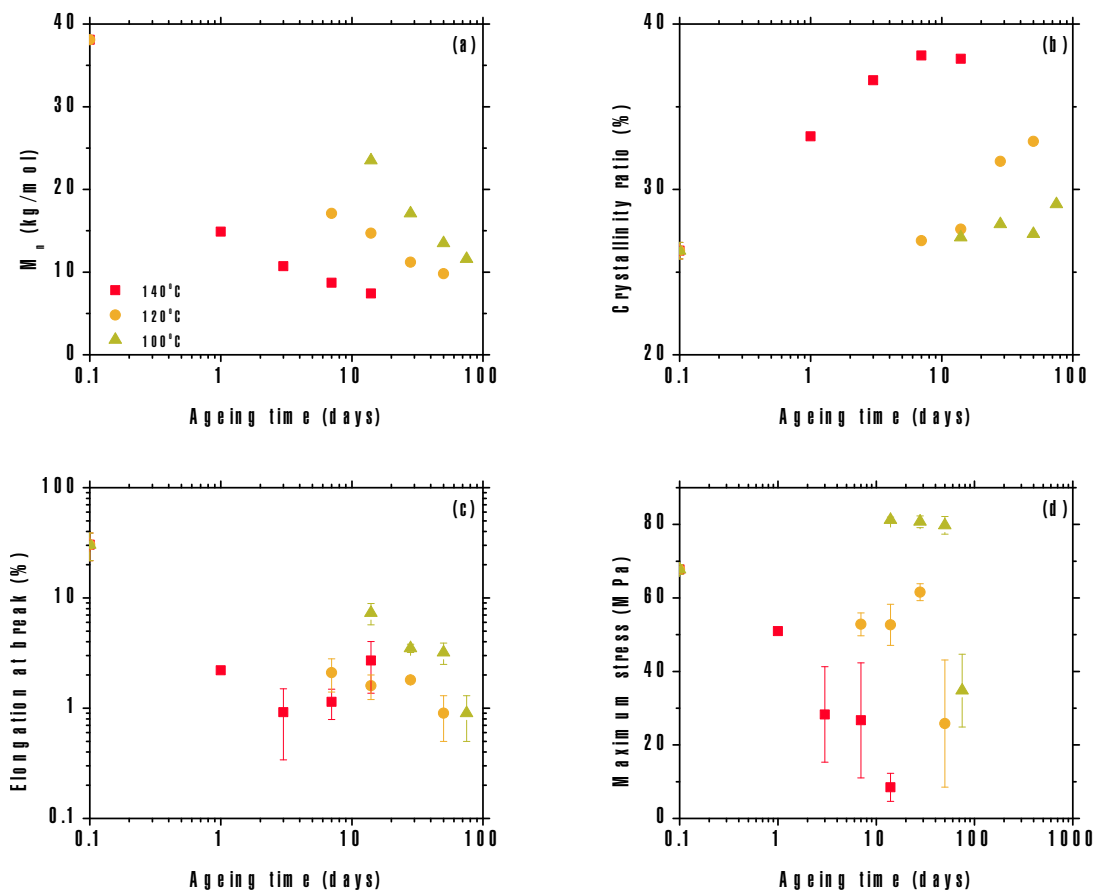 40
30
20
10
0
(a)
M_n (kg/mol)
140°C
120°C
100°C
0.1 1 10 100
Ageing time (days)
40
30
20
(b)
Crystallinity ratio (%)
0.1 1 10 100
Ageing time (days)
100
10
1
0.1
(c)
Elongation at break (%)
0.1 1 10 100
Ageing time (days)
80
60
40
20
0
(d)
Maximum stress (MPa)
0.1 1 10 100 1000
Ageing time (days)